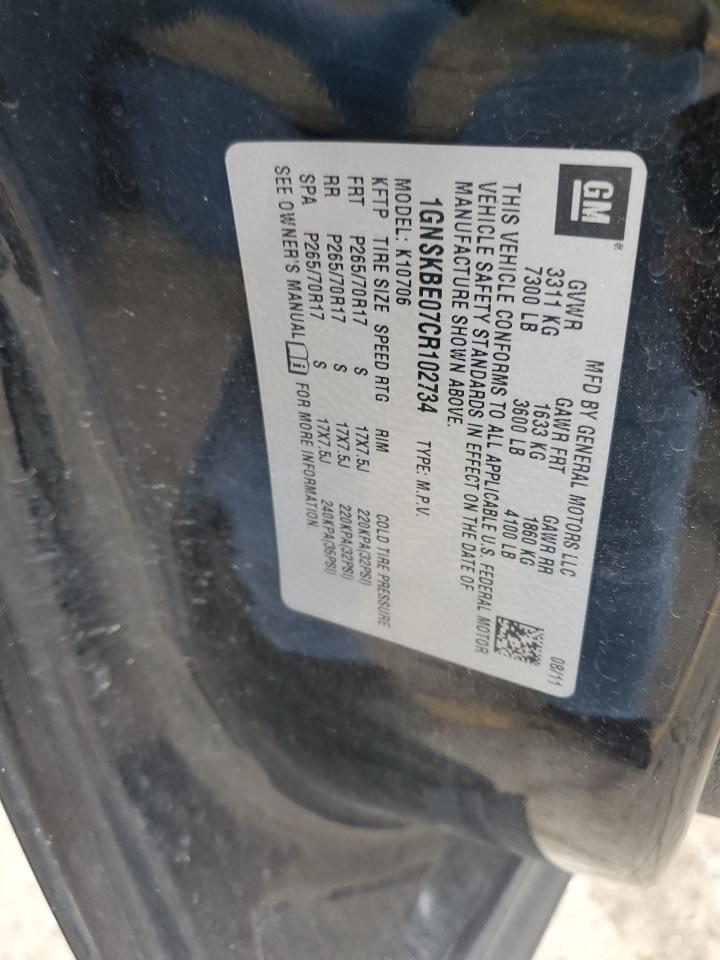 GM®
MFD BY GENERAL MOTORS LLC 08/11
GVWR GAWR FRT GAWR RR
3311 KG 1633 KG 1860 KG
7300 LB 3600 LB 4100 LB
THIS VEHICLE CONFORMS TO ALL APPLICABLE U.S. FEDERAL MOTOR
VEHICLE SAFETY STANDARDS IN EFFECT ON THE DATE OF
MANUFACTURE SHOWN ABOVE.
1GNSKBE07CR102734 TYPE: M.P.V.
MODEL: K10706
KFTP TIRE SIZE SPEED RTG RIM COLD TIRE PRESSURE
FRT P265/70R17 S 17X7.5J 220KPA(32PSI)
RR P265/70R17 S 17X7.5J 220KPA(32PSI)
SPA P265/70R17 S 17X7.5J 240KPA(35PSI)
SEE OWNER'S MANUAL i FOR MORE INFORMATION.